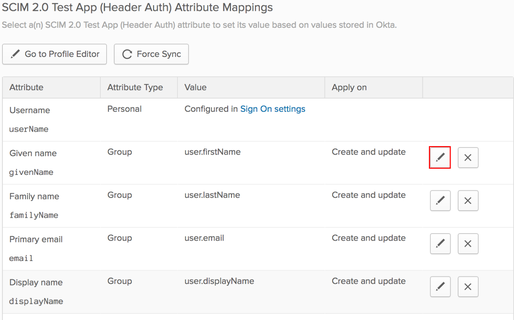 SCIM 2.0 Test App (Header Auth) Attribute Mappings
Select a(n) SCIM 2.0 Test App (Header Auth) attribute to set its value based on values stored in Okta.
Go to Profile Editor Force Sync
Attribute Attribute Type Value Apply on
Username Personal Configured in Sign On settings
userName
Given name Group user.firstName Create and update
givenName
Family name Group user.lastName Create and update
familyName
Primary email Group user.email Create and update
email
Display name Group user.displayName Create and update
displayName